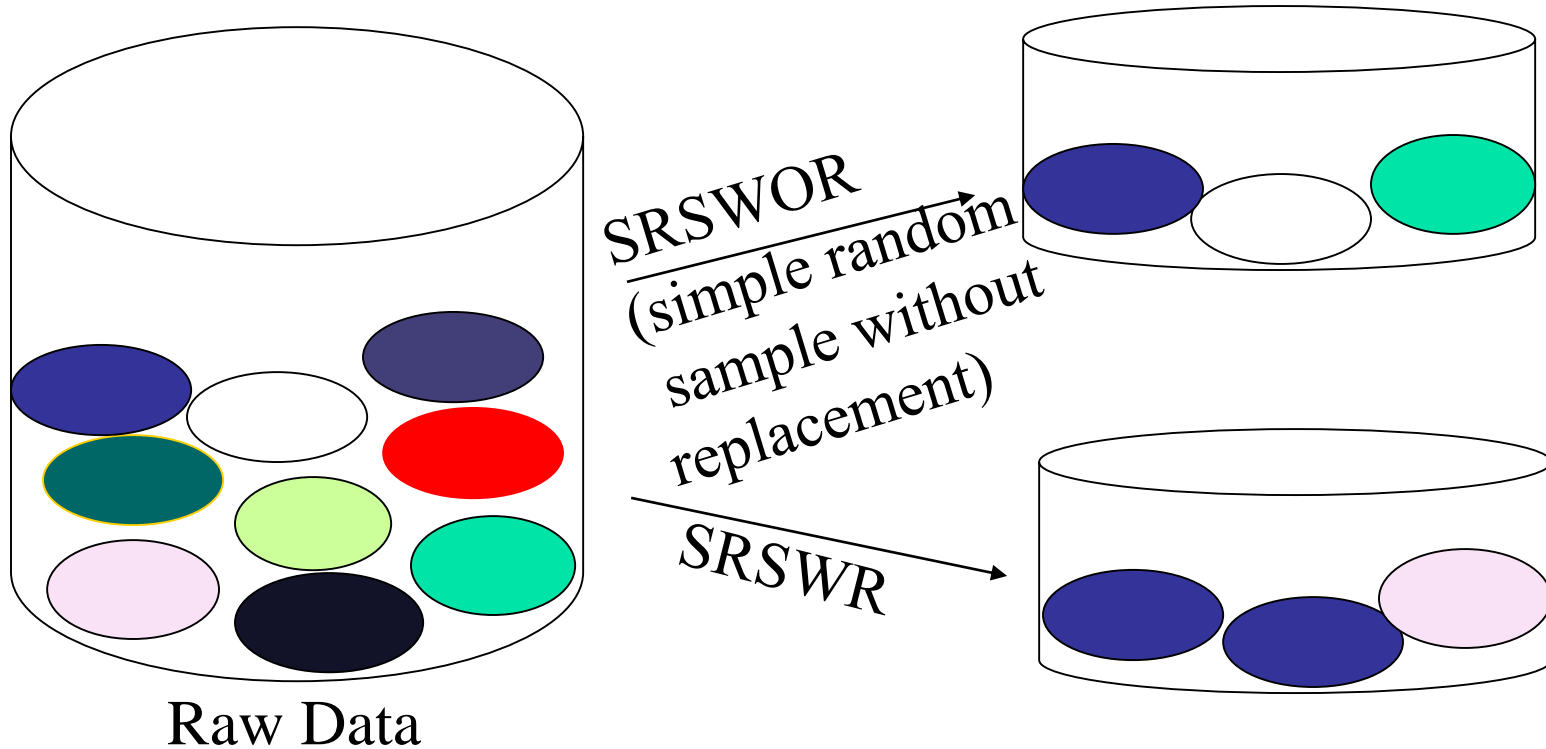 SRSWOR
(simple random
sample without
replacement)
SRSWR
Raw Data